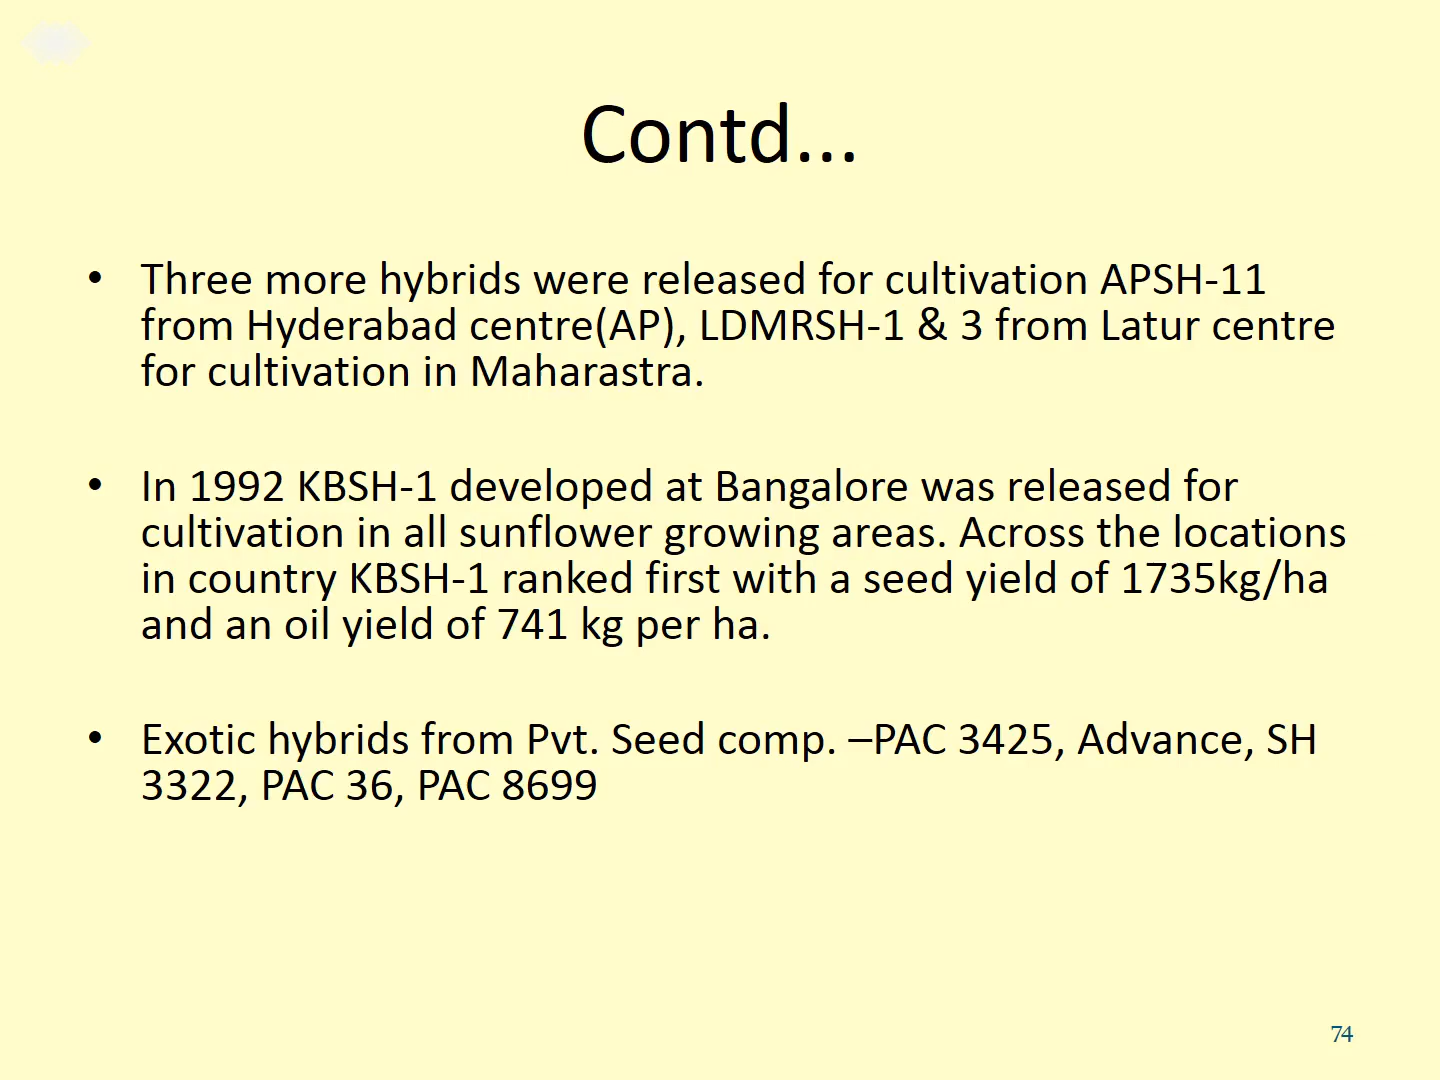 Contd...
• Three more hybrids were released for cultivation APSH-11
from Hyderabad centre(AP), LDMRSH-1 & 3 from Latur centre
for cultivation in Maharastra.
• In 1992 KBSH-1 developed at Bangalore was released for
cultivation in all sunflower growing areas. Across the locations
in country KBSH-1 ranked first with a seed yield of 1735kg/ha
and an oil yield of 741 kg per ha.
• Exotic hybrids from Pvt. Seed comp. –PAC 3425, Advance, SH
3322, PAC 36, PAC 8699
74